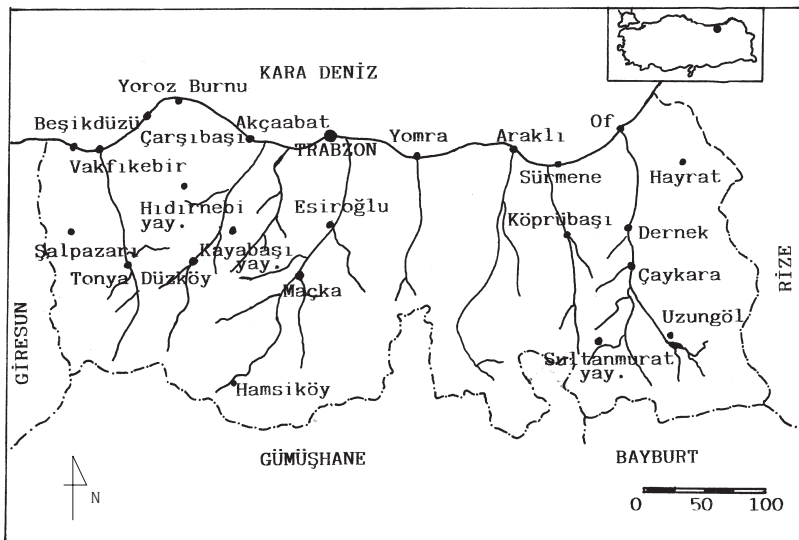 KARA DENİZ
Yoroz Burnu
Beşikdüzü
Çarşıbaşı
Akçaabat
TRABZON
Yomra
Araklı
Of
Vakfıkebir
Sürmene
Hayrat
Hıdırnebi
yay.
Esiroğlu
Köprübaşı
Dernek
Şalpazarı
Kayabaşı
yay.
Tonya
Düzköy
Maçka
Çaykara
RİZE
GİRESUN
Uzungöl
Sultanmurat
yay.
Hamsiköy
GÜMÜŞHANE
BAYBURT
N
0 50 100